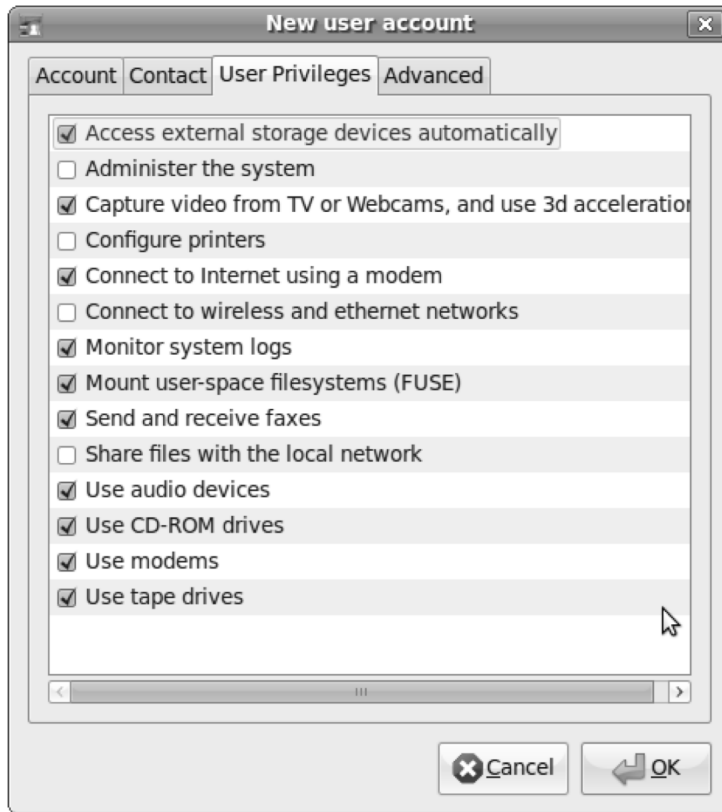 New user account
Account Contact User Privileges Advanced
Access external storage devices automatically
Administer the system
Capture video from TV or Webcams, and use 3d acceleration
Configure printers
Connect to Internet using a modem
Connect to wireless and ethernet networks
Monitor system logs
Mount user-space filesystems (FUSE)
Send and receive faxes
Share files with the local network
Use audio devices
Use CD-ROM drives
Use modems
Use tape drives
Cancel OK